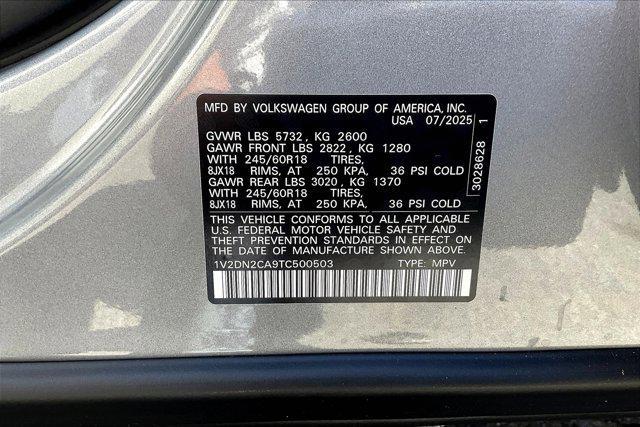 MFD BY VOLKSWAGEN GROUP OF AMERICA, INC.
USA 07/2025
GVWR LBS 5732, KG 2600
GAWR FRONT LBS 2822, KG 1280
WITH 245/60R18 TIRES,
8JX18 RIMS, AT 250 KPA, 36 PSI COLD
GAWR REAR LBS 3020, KG 1370
WITH 245/60R18 TIRES,
8JX18 RIMS, AT 250 KPA, 36 PSI COLD
THIS VEHICLE CONFORMS TO ALL APPLICABLE
U.S. FEDERAL MOTOR VEHICLE SAFETY AND
THEFT PREVENTION STANDARDS IN EFFECT ON
THE DATE OF MANUFACTURE SHOWN ABOVE.
1V2DN2CA9TC500503 TYPE: MPV
3028628 1